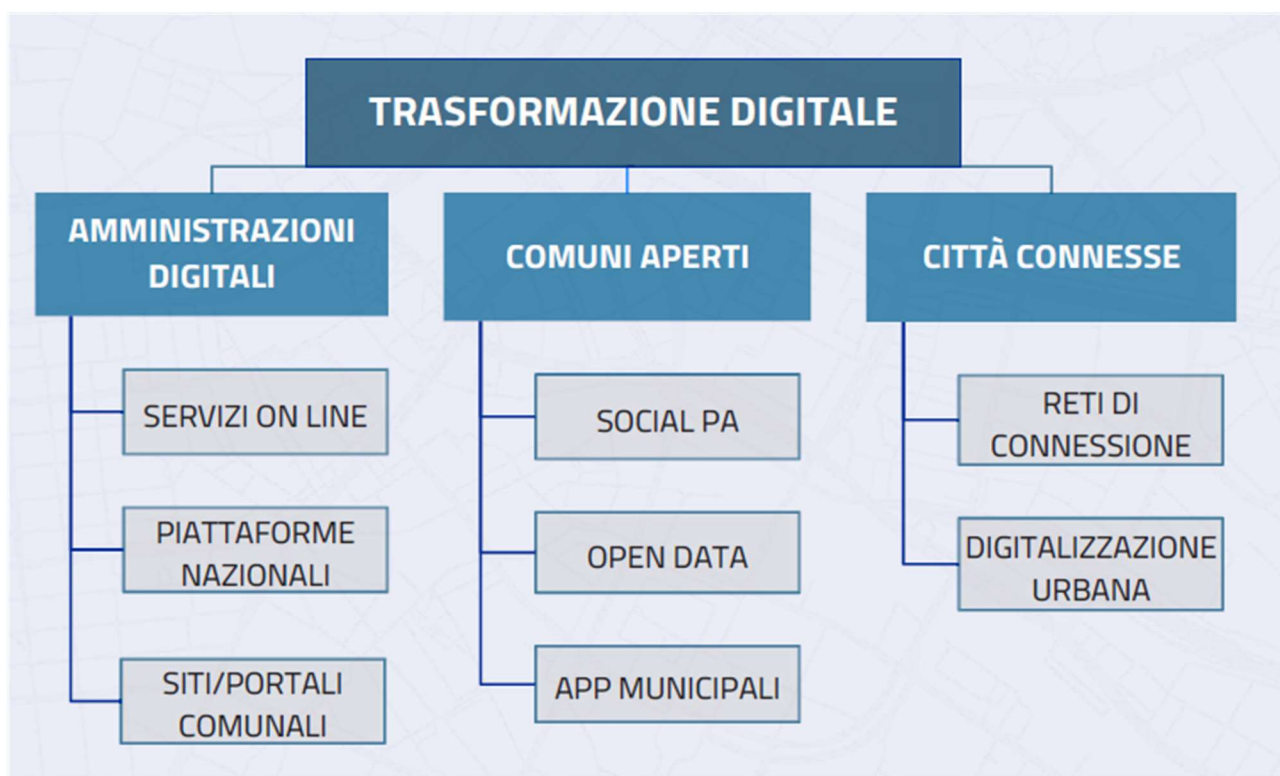 TRASFORMAZIONE DIGITALE
AMMINISTRAZIONI
DIGITALI
SERVIZI ON LINE
PIATTAFORME
NAZIONALI
SITI/PORTALI
COMUNALI
COMUNI APERTI
SOCIAL PA
OPEN DATA
APP MUNICIPALI
CITTÀ CONNESSE
RETI DI
CONNESSIONE
DIGITALIZZAZIONE
URBANA